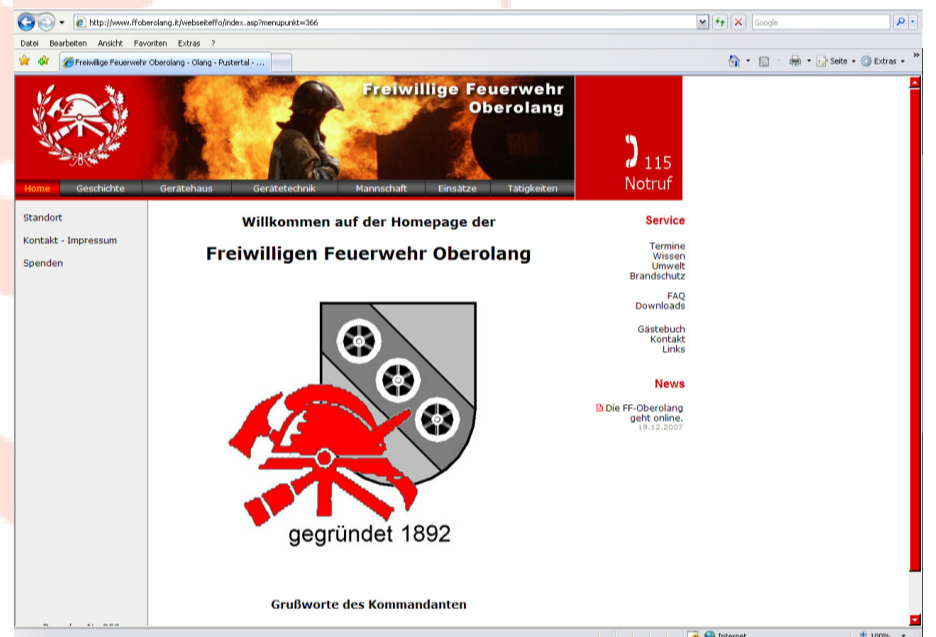 http://www.ffoberolang.it/webseiteffo/index.asp?menupunkt=366
Google
Datei Bearbeiten Ansicht Favoriten Extras ?
Freiwillige Feuerwehr Oberolang - Olang - Pustertal - ...
Seite
Extras
Freiwillige Feuerwehr
Oberolang
115
Notruf
Home Geschichte Gerätehaus Gerätetechnik Mannschaft Einsätze Tätigkeiten
Standort
Kontakt - Impressum
Spenden
Willkommen auf der Homepage der
Freiwilligen Feuerwehr Oberolang
gegründet 1892
Grußworte des Kommandanten
Service
Termine
Wissen
Umwelt
Brandschutz
FAQ
Downloads
Gästebuch
Kontakt
Links
News
Die FF-Oberolang
geht online.
19.12.2007
Internet
100%